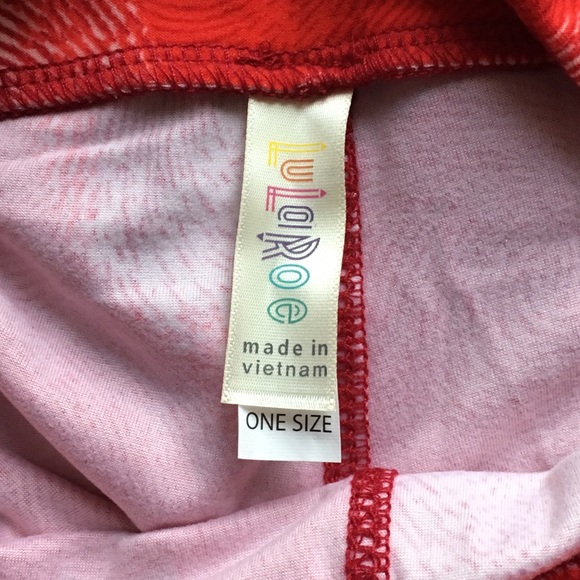 LuLaRoe
made in
vietnam
ONE SIZE